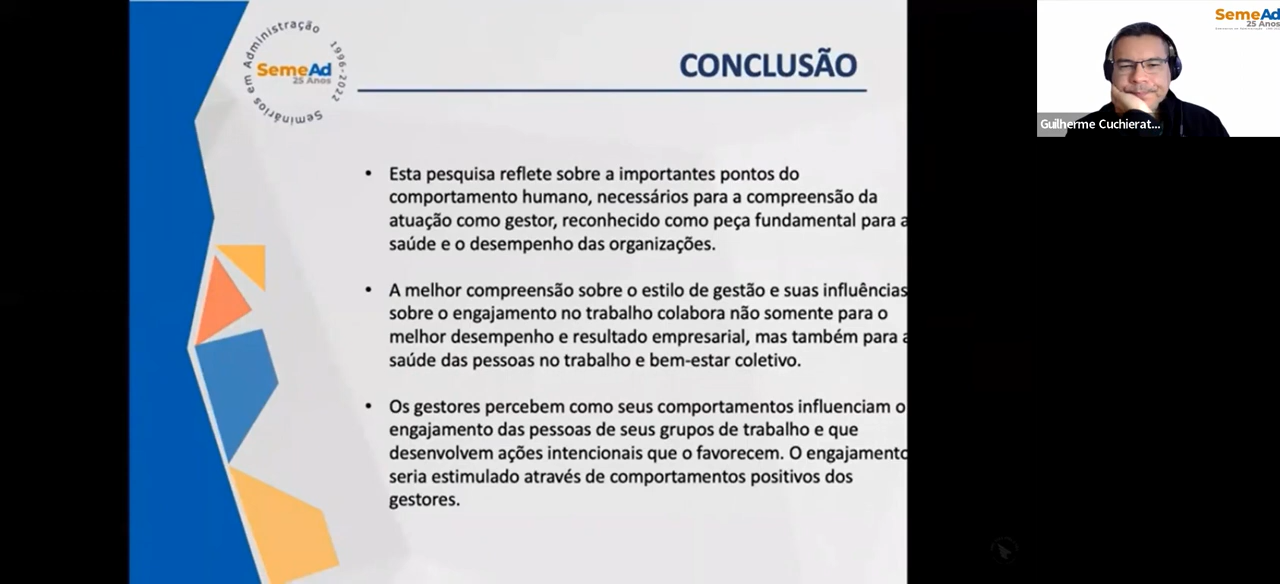 Seminários em Administração 1996-2022
SemeAd
25 Anos
CONCLUSÃO
• Esta pesquisa reflete sobre a importantes pontos do
comportamento humano, necessários para a compreensão da
atuação como gestor, reconhecido como peça fundamental para a
saúde e o desempenho das organizações.
• A melhor compreensão sobre o estilo de gestão e suas influências
sobre o engajamento no trabalho colabora não somente para o
melhor desempenho e resultado empresarial, mas também para a
saúde das pessoas no trabalho e bem-estar coletivo.
• Os gestores percebem como seus comportamentos influenciam o
engajamento das pessoas de seus grupos de trabalho e que
desenvolvem ações intencionais que o favorecem. O engajamento
seria estimulado através de comportamentos positivos dos
gestores.
SemeAd
25 Anos
Guilherme Cuchierat...